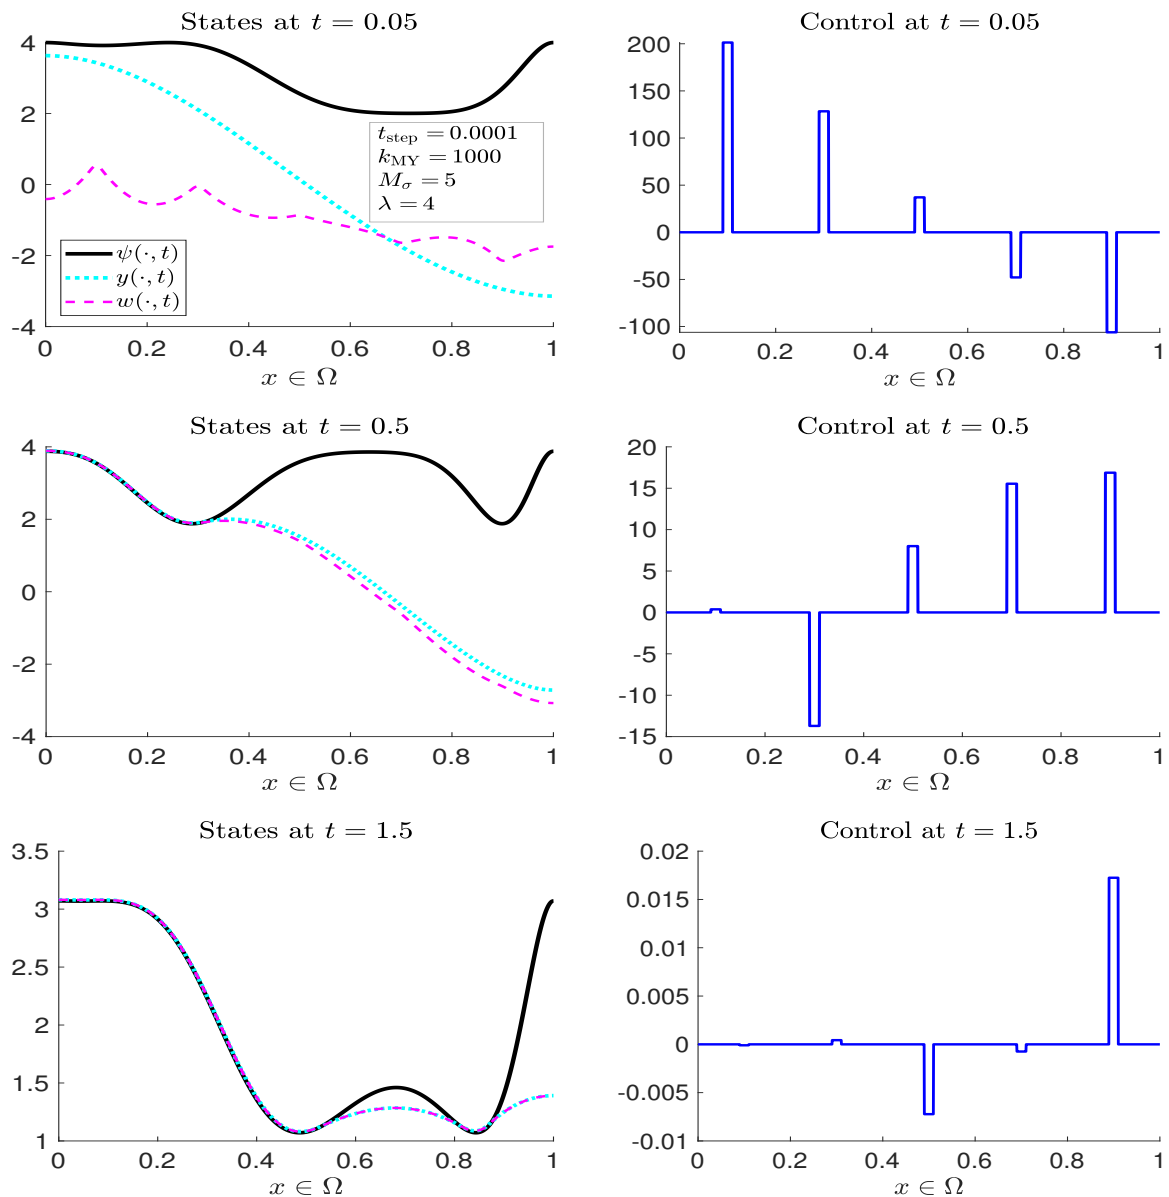 States at t = 0.05
4
2
0
-2
-4
0 0.2 0.4 0.6 0.8 1
x ∈ Ω
t_step = 0.0001
k_MY = 1000
M_σ = 5
λ = 4
ψ(·, t)
y(·, t)
w(·, t)
Control at t = 0.05
200
150
100
50
0
-50
-100
0 0.2 0.4 0.6 0.8 1
x ∈ Ω
States at t = 0.5
4
2
0
-2
-4
0 0.2 0.4 0.6 0.8 1
x ∈ Ω
Control at t = 0.5
20
15
10
5
0
-5
-10
-15
0 0.2 0.4 0.6 0.8 1
x ∈ Ω
States at t = 1.5
3.5
3
2.5
2
1.5
1
0 0.2 0.4 0.6 0.8 1
x ∈ Ω
Control at t = 1.5
0.02
0.015
0.01
0.005
0
-0.005
-0.01
0 0.2 0.4 0.6 0.8 1
x ∈ Ω